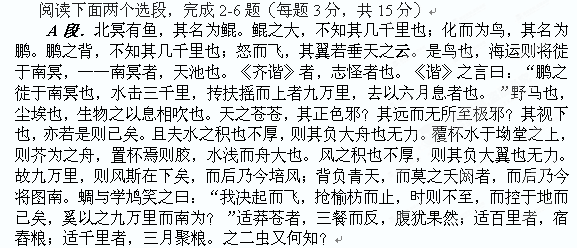 阅读下面两个选段，完成2-6题（每题3分，共15分）
A段．北冥有鱼，其名为鲲。鲲之大，不知其几千里也；化而为鸟，其名为
鹏。鹏之背，不知其几千里也；怒而飞，其翼若垂天之云。是鸟也，海运则将徙
于南冥，——南冥者，天池也。《齐谐》者，志怪者也。《谐》之言曰：“鹏之
徙于南冥也，水击三千里，抟扶摇而上者九万里，去以六月息者也。”野马也，
尘埃也，生物之以息相吹也。天之苍苍，其正色邪？其远而无所至极邪？其视下
也，亦若是则已矣。且夫水之积也不厚，则其负大舟也无力。覆杯水于坳堂之上，
则芥为之舟，置杯焉则胶，水浅而舟大也。风之积也不厚，则其负大翼也无力。
故九万里，则风斯在下矣，而后乃今培风；背负青天，而莫之夭阏者，而后乃今
将图南。蜩与学鸠笑之曰：“我决起而飞，抢榆枋而止，时则不至，而控于地而
已矣，奚以之九万里而南为？”适莽苍者，三餐而反，腹犹果然；适百里者，宿
舂粮；适千里者，三月聚粮。之二虫又何知？